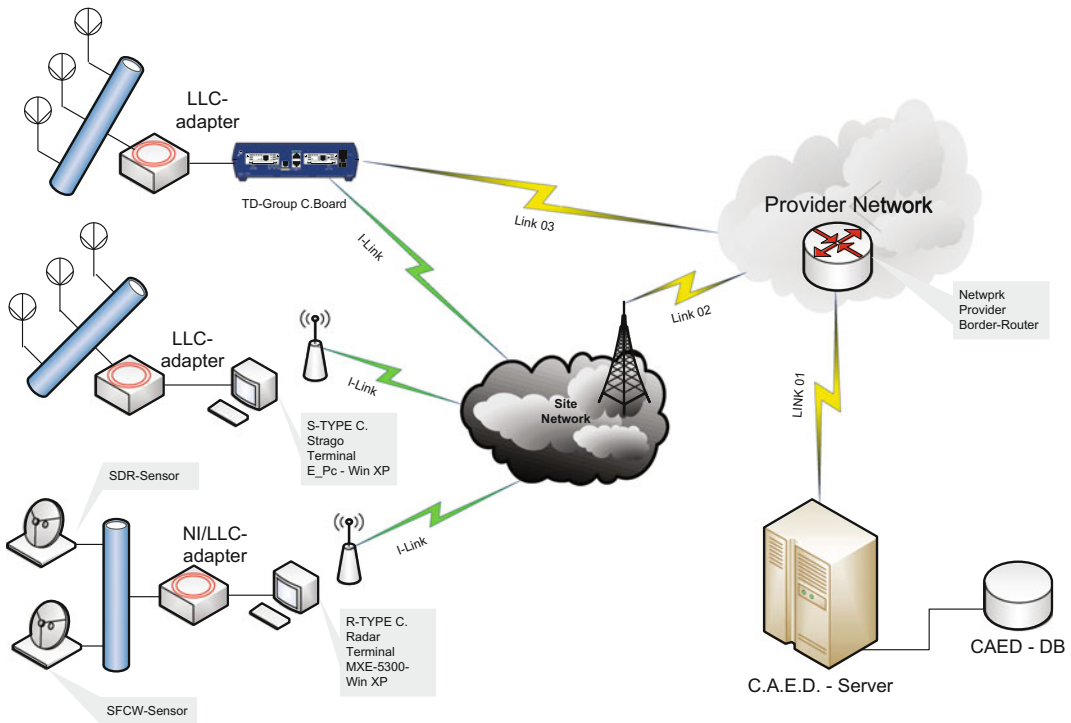 LLC-
adapter
TD-Group C.Board
Link 03
I-Link
Provider Network
Netwprk
Provider
Border-Router
Link 02
LINK 01
LLC-
adapter
I-Link
Site
Network
S-TYPE C.
Strago
Terminal
E_Pc - Win XP
SDR-Sensor
NI/LLC-
adapter
I-Link
R-TYPE C.
Radar
Terminal
MXE-5300-
Win XP
SFCW-Sensor
C.A.E.D. - Server
CAED - DB